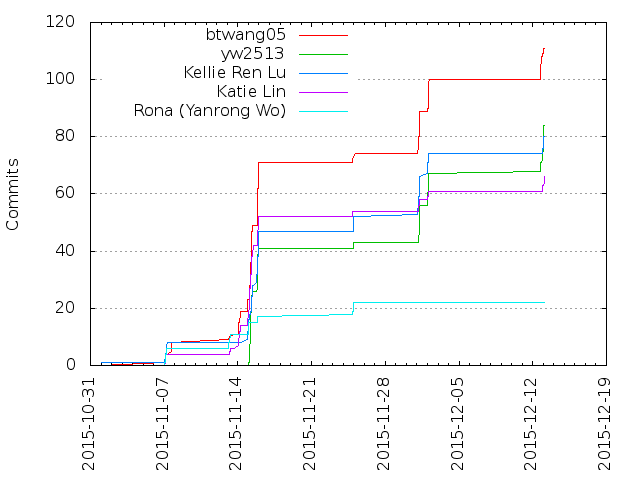 btwang05
yw2513
Kellie Ren Lu
Katie Lin
Rona (Yanrong Wo)
Commits
120
100
80
60
40
20
0
2015-10-31
2015-11-07
2015-11-14
2015-11-21
2015-11-28
2015-12-05
2015-12-12
2015-12-19